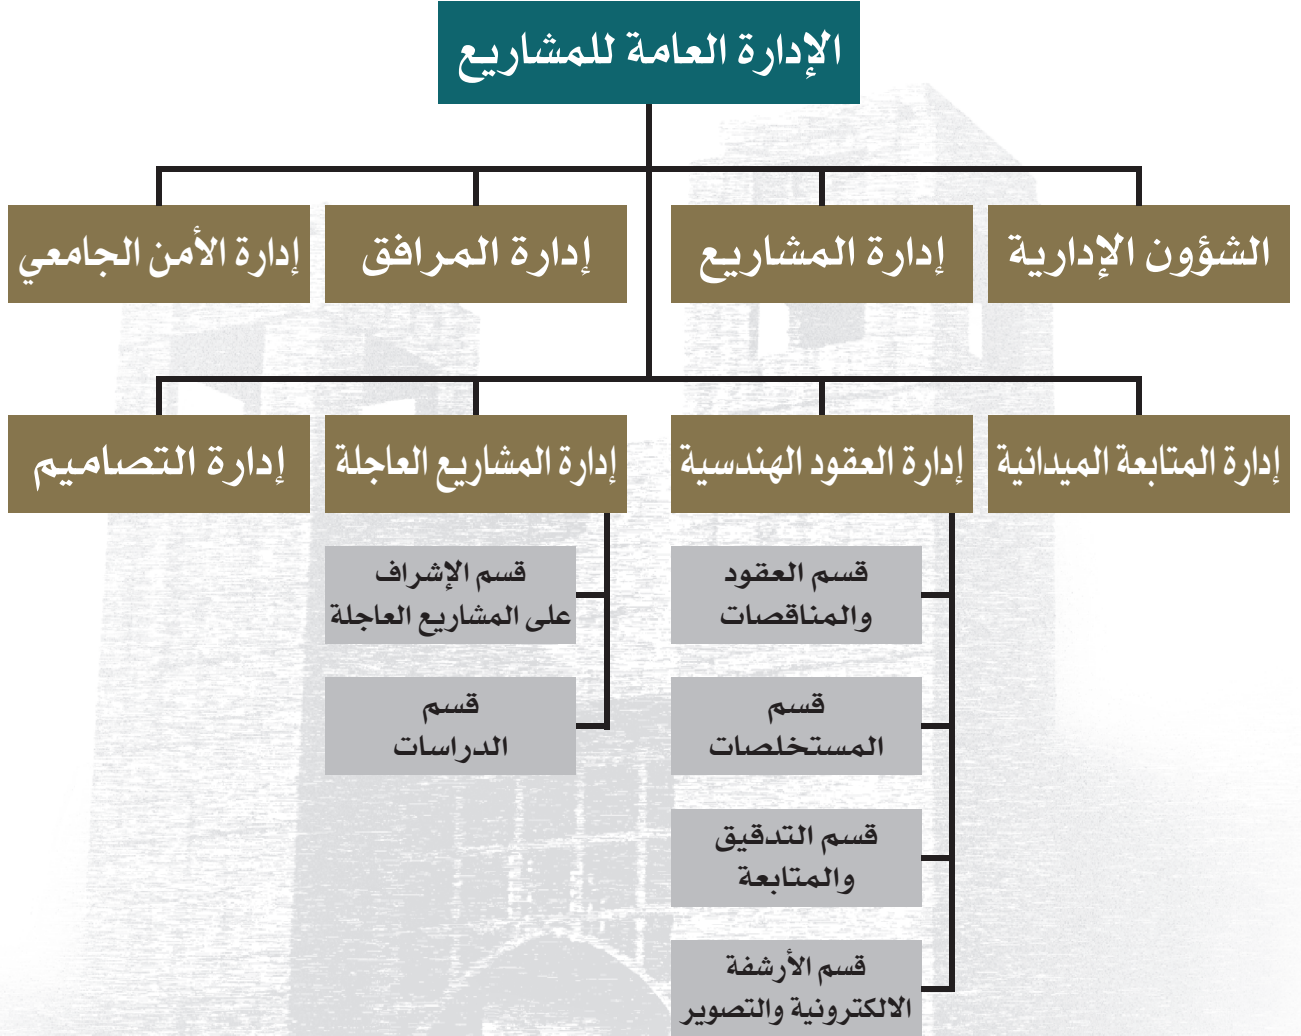 الإدارة العامة للمشاريع
الشؤون الإدارية
إدارة المشاريع
إدارة المرافق
إدارة الأمن الجامعي
إدارة المتابعة الميدانية
إدارة العقود الهندسية
إدارة المشاريع العاجلة
إدارة التصاميم
قسم العقود
والمناقصات
قسم
المستخلصات
قسم التدقيق
والمتابعة
قسم الأرشفة
الالكترونية والتصوير
قسم الإشراف
على المشاريع العاجلة
قسم
الدراسات